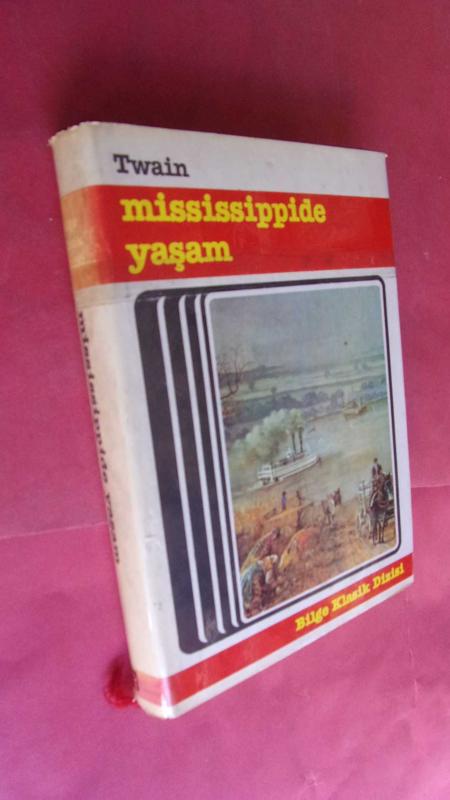 Twain
mississippide
yaşam
Bilge Klasik Dizisi
mississippide yaşam